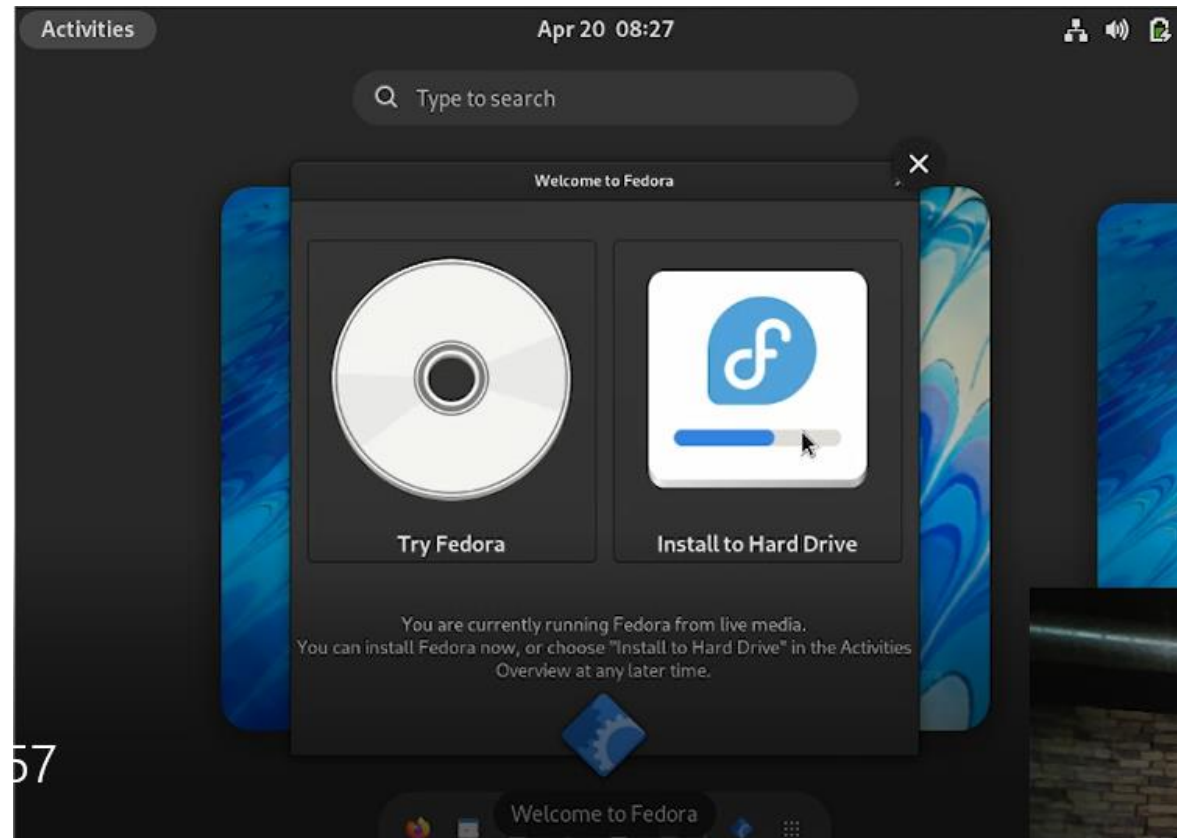 Activities
Apr 20 08:27
Type to search
Welcome to Fedora
Try Fedora
Install to Hard Drive
You are currently running Fedora from live media.
You can install Fedora now, or choose "Install to Hard Drive" in the Activities
Overview at any later time.
57
Welcome to Fedora